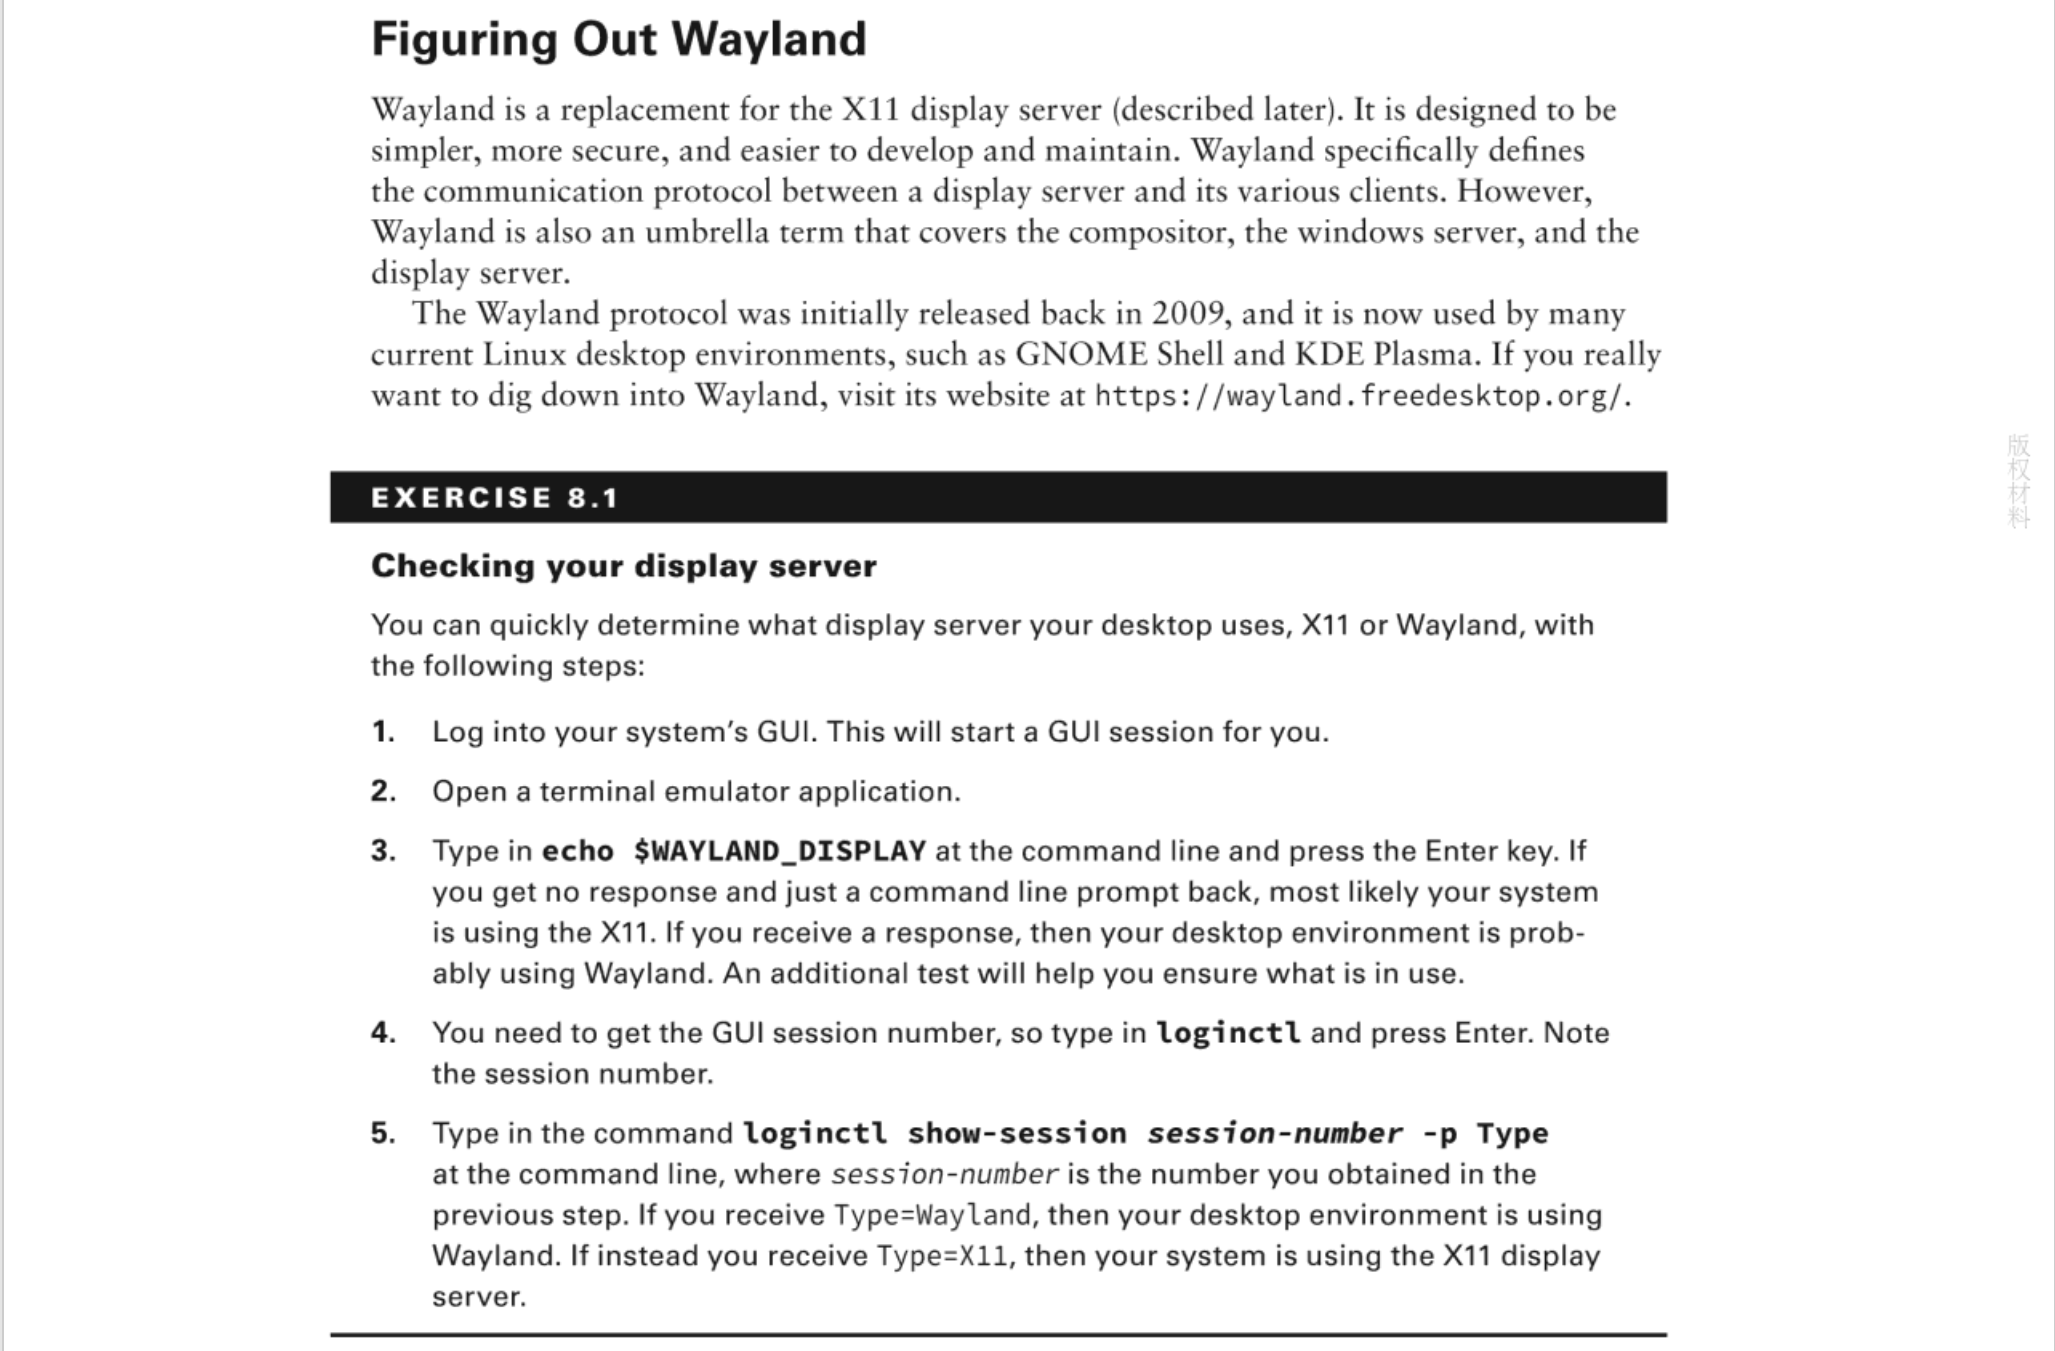 Figuring Out Wayland
Wayland is a replacement for the X11 display server (described later). It is designed to be
simpler, more secure, and easier to develop and maintain. Wayland specifically defines
the communication protocol between a display server and its various clients. However,
Wayland is also an umbrella term that covers the compositor, the windows server, and the
display server.
The Wayland protocol was initially released back in 2009, and it is now used by many
current Linux desktop environments, such as GNOME Shell and KDE Plasma. If you really
want to dig down into Wayland, visit its website at https://wayland.freedesktop.org/.
EXERCISE 8.1
Checking your display server
You can quickly determine what display server your desktop uses, X11 or Wayland, with
the following steps:
1. Log into your system's GUI. This will start a GUI session for you.
2. Open a terminal emulator application.
3. Type in echo $WAYLAND_DISPLAY at the command line and press the Enter key. If
you get no response and just a command line prompt back, most likely your system
is using the X11. If you receive a response, then your desktop environment is prob-
ably using Wayland. An additional test will help you ensure what is in use.
4. You need to get the GUI session number, so type in loginctl and press Enter. Note
the session number.
5. Type in the command loginctl show-session session-number -p Type
at the command line, where session-number is the number you obtained in the
previous step. If you receive Type=Wayland, then your desktop environment is using
Wayland. If instead you receive Type=X11, then your system is using the X11 display
server.
版权材料